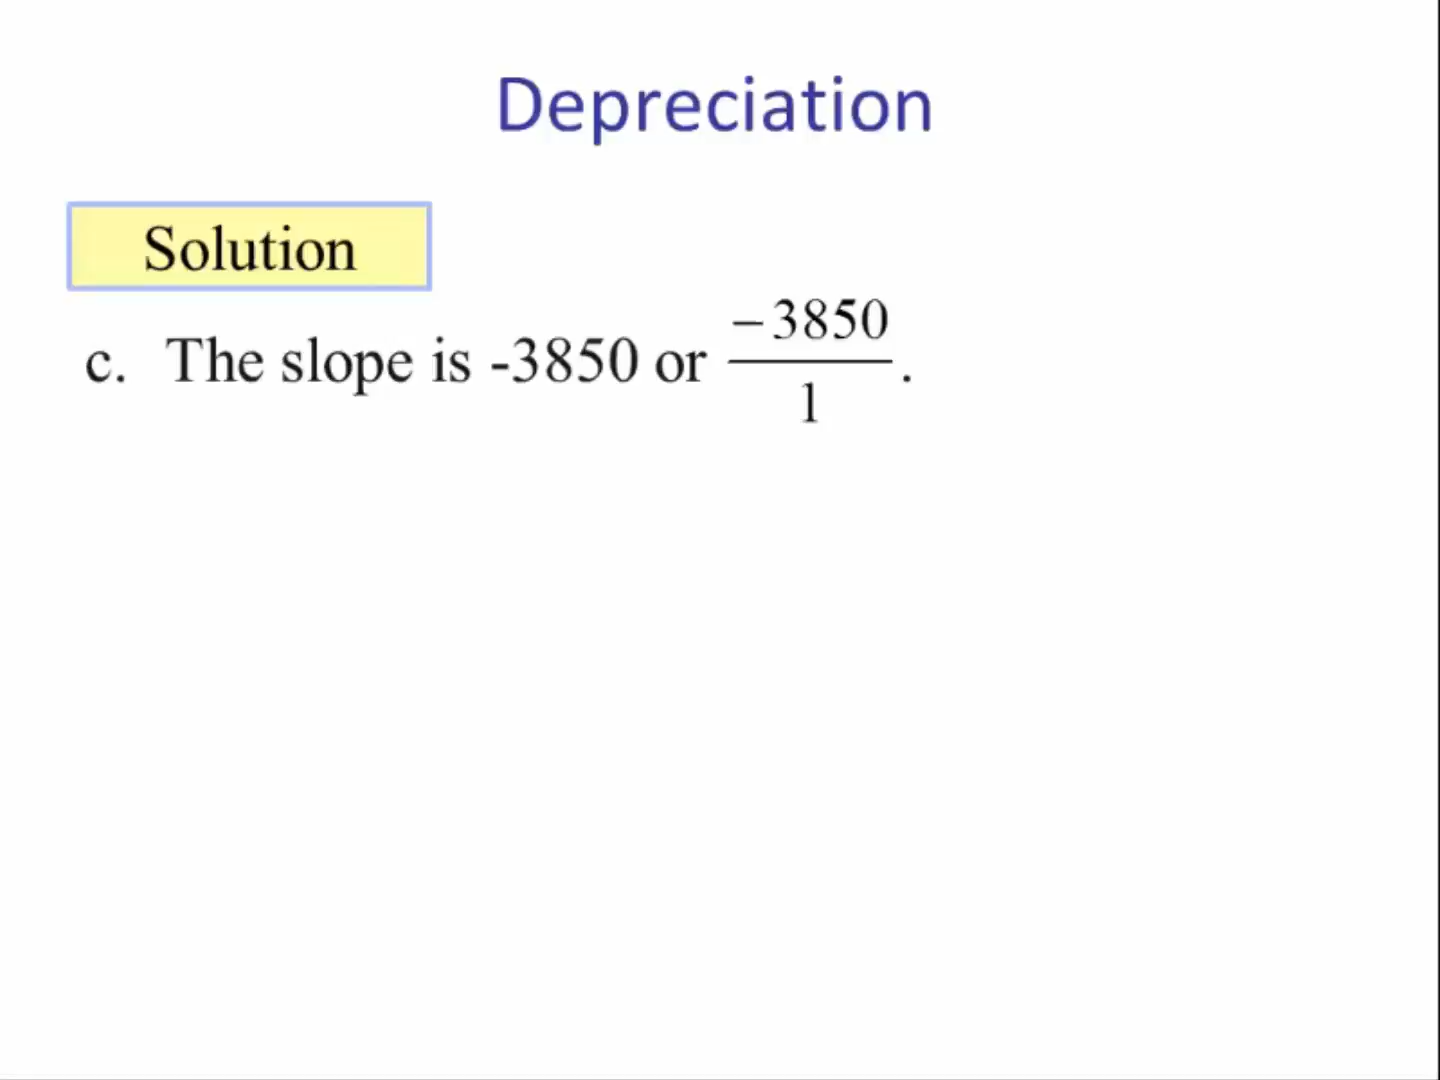 Depreciation
Solution
c. The slope is -3850 or −3850/1.